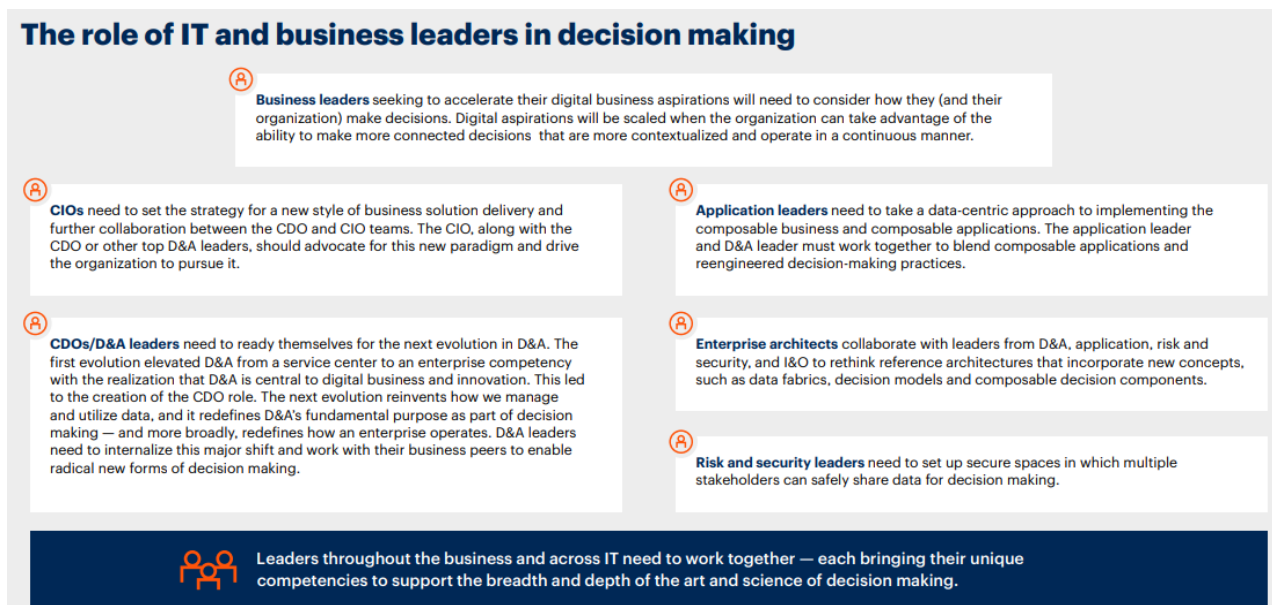 The role of IT and business leaders in decision making
Business leaders seeking to accelerate their digital business aspirations will need to consider how they (and their
organization) make decisions. Digital aspirations will be scaled when the organization can take advantage of the
ability to make more connected decisions that are more contextualized and operate in a continuous manner.
CIOs need to set the strategy for a new style of business solution delivery and
further collaboration between the CDO and CIO teams. The CIO, along with the
CDO or other top D&A leaders, should advocate for this new paradigm and drive
the organization to pursue it.
Application leaders need to take a data-centric approach to implementing the
composable business and composable applications. The application leader
and D&A leader must work together to blend composable applications and
reengineered decision-making practices.
CDOs/D&A leaders need to ready themselves for the next evolution in D&A. The
first evolution elevated D&A from a service center to an enterprise competency
with the realization that D&A is central to digital business and innovation. This led
to the creation of the CDO role. The next evolution reinvents how we manage
and utilize data, and it redefines D&A's fundamental purpose as part of decision
making — and more broadly, redefines how an enterprise operates. D&A leaders
need to internalize this major shift and work with their business peers to enable
radical new forms of decision making.
Enterprise architects collaborate with leaders from D&A, application, risk and
security, and I&O to rethink reference architectures that incorporate new concepts,
such as data fabrics, decision models and composable decision components.
Risk and security leaders need to set up secure spaces in which multiple
stakeholders can safely share data for decision making.
Leaders throughout the business and across IT need to work together — each bringing their unique
competencies to support the breadth and depth of the art and science of decision making.